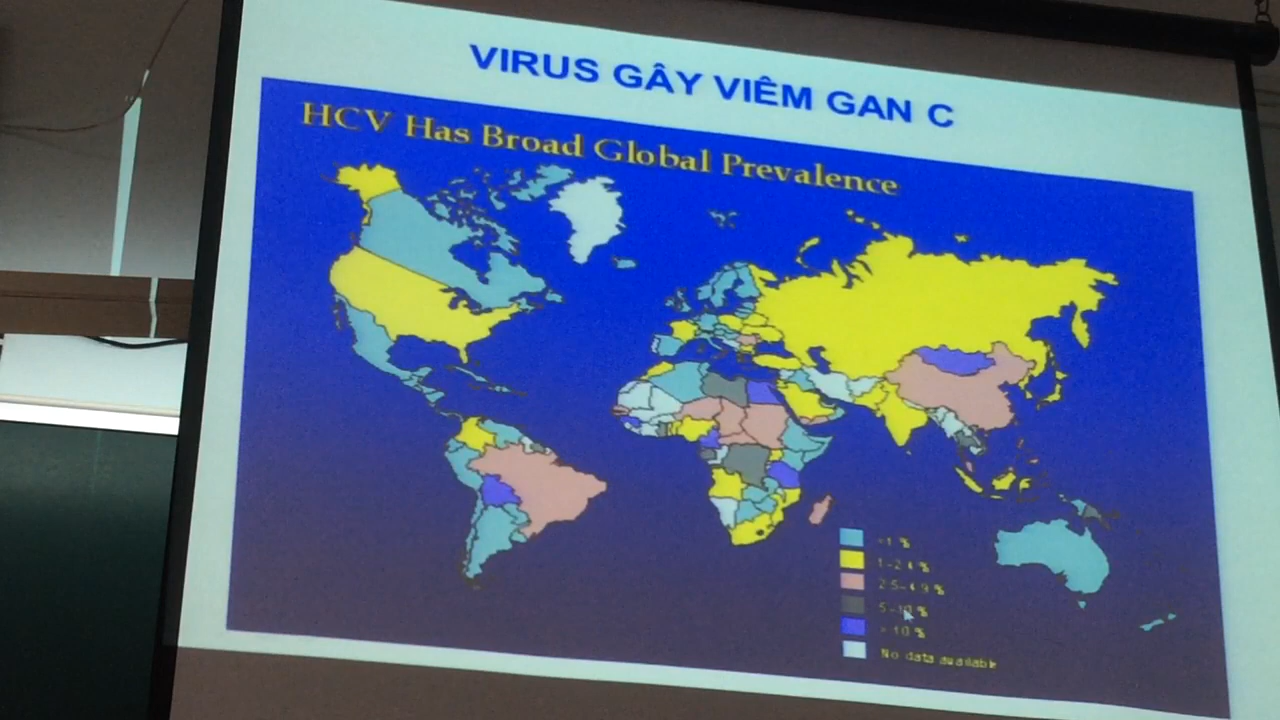 VIRUS GÂY VIÊM GAN C
HCV Has Broad Global Prevalence
<1 %
1-2.4 %
2.5-4.9 %
5-10 %
>10 %
No data available